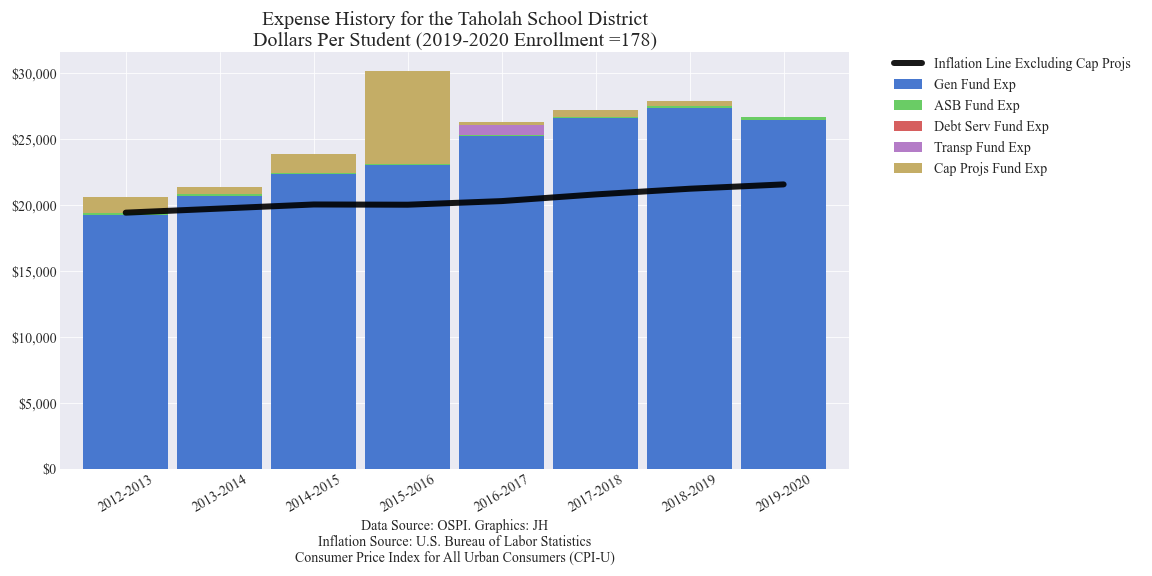 Expense History for the Taholah School District
Dollars Per Student (2019-2020 Enrollment =178)
$30,000
$25,000
$20,000
$15,000
$10,000
$5,000
$0
2012-2013
2013-2014
2014-2015
2015-2016
2016-2017
2017-2018
2018-2019
2019-2020
Inflation Line Excluding Cap Projs
Gen Fund Exp
ASB Fund Exp
Debt Serv Fund Exp
Transp Fund Exp
Cap Projs Fund Exp
Data Source: OSPI. Graphics: JH
Inflation Source: U.S. Bureau of Labor Statistics
Consumer Price Index for All Urban Consumers (CPI-U)